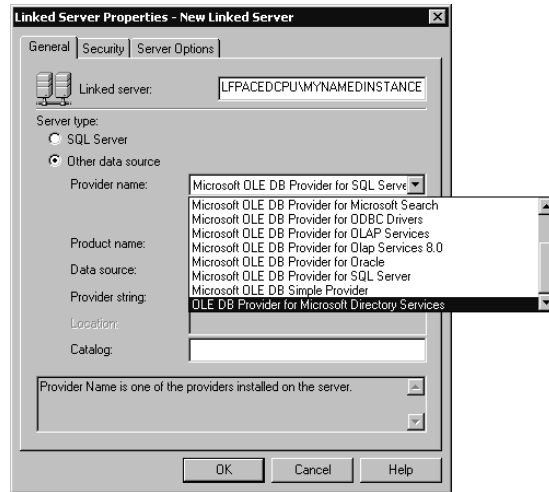 Linked Server Properties - New Linked Server
General Security Server Options
Linked server: LFPACEDCPU\MYNAMEDINSTANCE
Server type:
SQL Server
Other data source
Provider name: Microsoft OLE DB Provider for SQL Serve
Microsoft OLE DB Provider for Microsoft Search
Microsoft OLE DB Provider for ODBC Drivers
Microsoft OLE DB Provider for OLAP Services
Product name: Microsoft OLE DB Provider for Olap Services 8.0
Microsoft OLE DB Provider for Oracle
Data source: Microsoft OLE DB Provider for SQL Server
Microsoft OLE DB Simple Provider
Provider string: OLE DB Provider for Microsoft Directory Services
Location:
Catalog:
Provider Name is one of the providers installed on the server.
OK Cancel Help